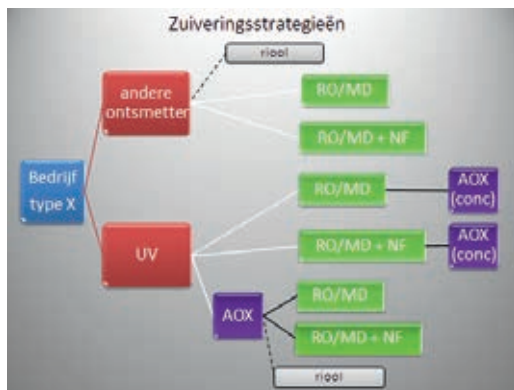 Zuiveringsstrategieën
riool
andere
ontsmetter
RO/MD
RO/MD + NF
Bedrijf
type X
RO/MD
AOX
(conc)
UV
RO/MD + NF
AOX
(conc)
AOX
RO/MD
RO/MD + NF
riool